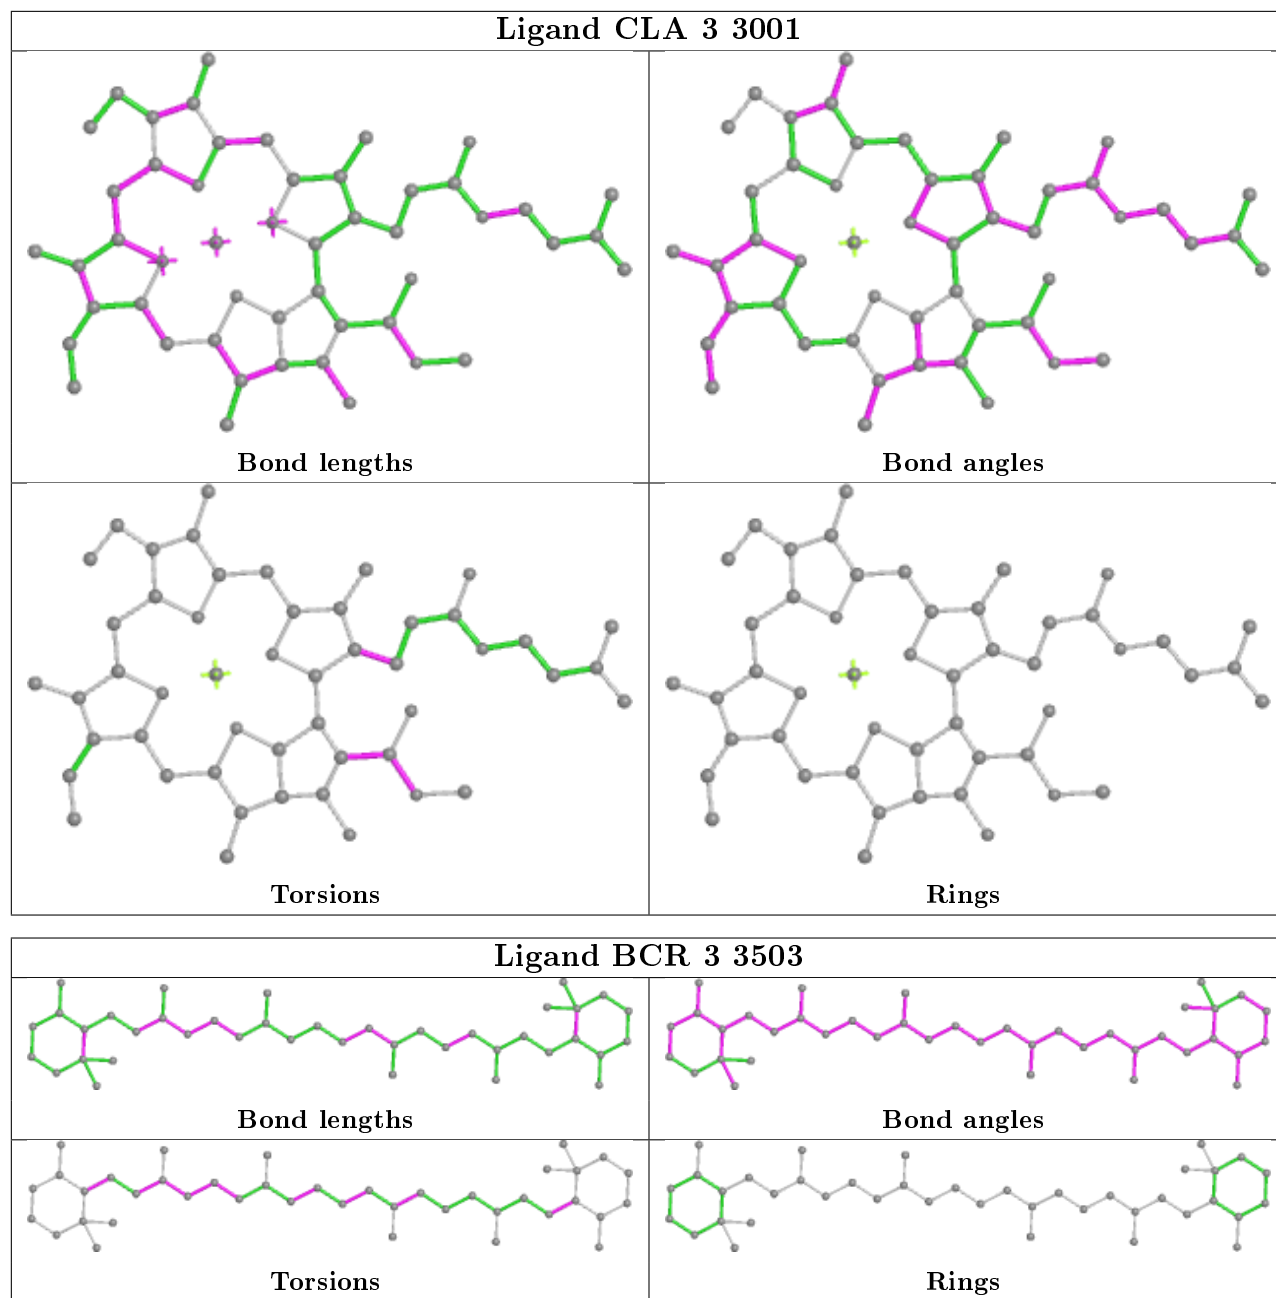 Ligand CLA 3 3001
Bond lengths
Bond angles
Torsions
Rings
Ligand BCR 3 3503
Bond lengths
Bond angles
Torsions
Rings